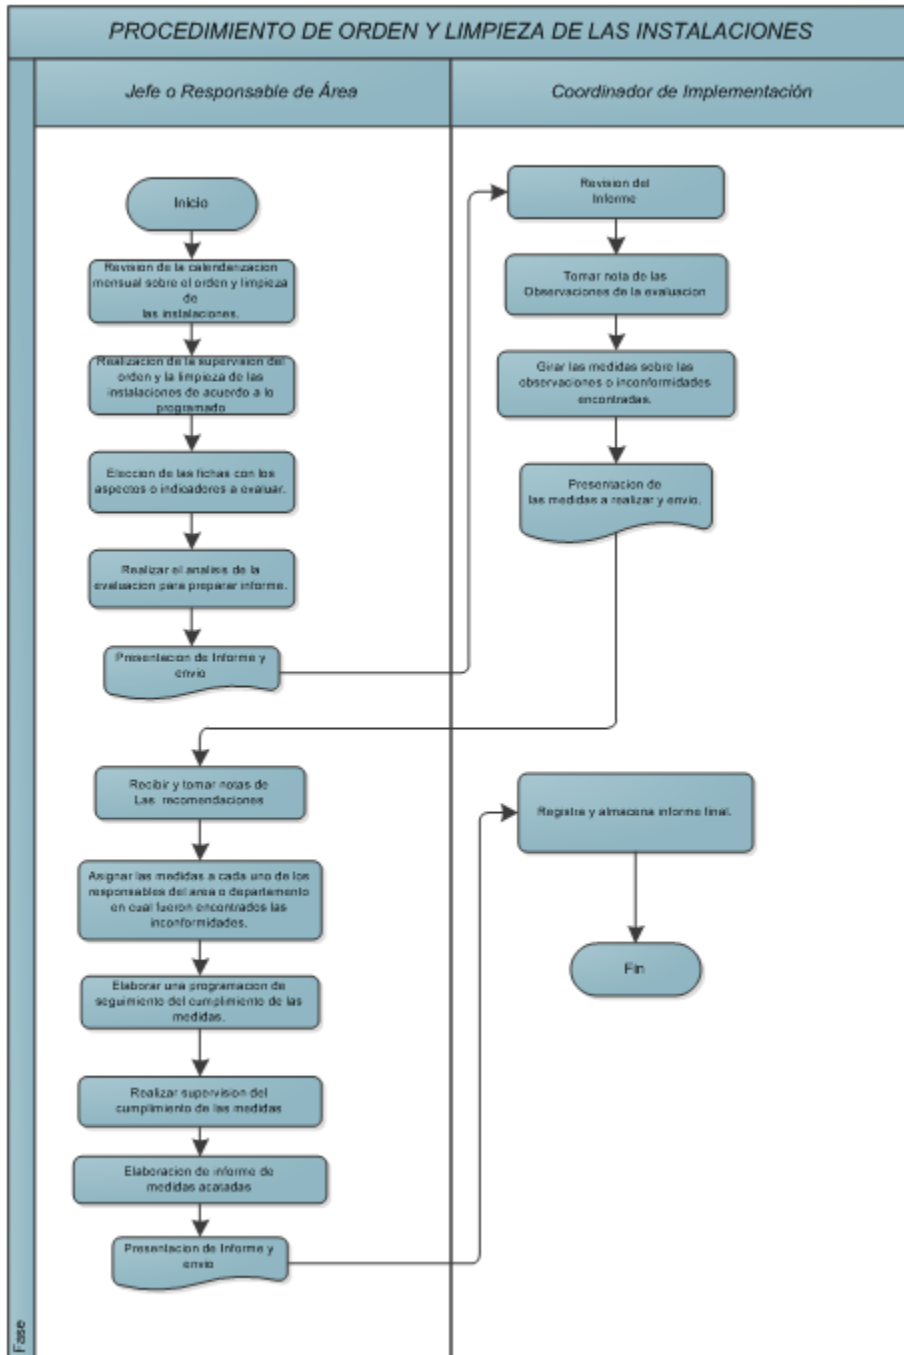 PROCEDIMIENTO DE ORDEN Y LIMPIEZA DE LAS INSTALACIONES
Jefe o Responsable de Área
Coordinador de Implementación
Inicio
Revision de la calendarizacion
mensual sobre el orden y limpieza
de
las instalaciones.
Realizacion de la supervision del
orden y la limpieza de las
instalaciones de acuerdo a lo
programado
Eleccion de las fichas con los
aspectos o indicadores a evaluar.
Realizar el analisis de la
evaluacion para preparar informe.
Presentacion de Informe y
envio
Revision del
Informe
Tomar nota de las
Observaciones de la evaluacion
Girar las medidas sobre las
observaciones o inconformidades
encontradas.
Presentacion de
las medidas a realizar y envio.
Recibir y tomar notas de
Las recomendaciones
Asignar las medidas a cada uno de los
responsables del area o departamento
en cual fueron encontrados las
inconformidades.
Elaborar una programacion de
seguimiento del cumplimiento de las
medidas.
Realizar supervision del
cumplimiento de las medidas
Elaboracion de informe de
medidas acatadas
Presentacion de Informe y
envio
Registra y almacena informe final.
Fin
Fase